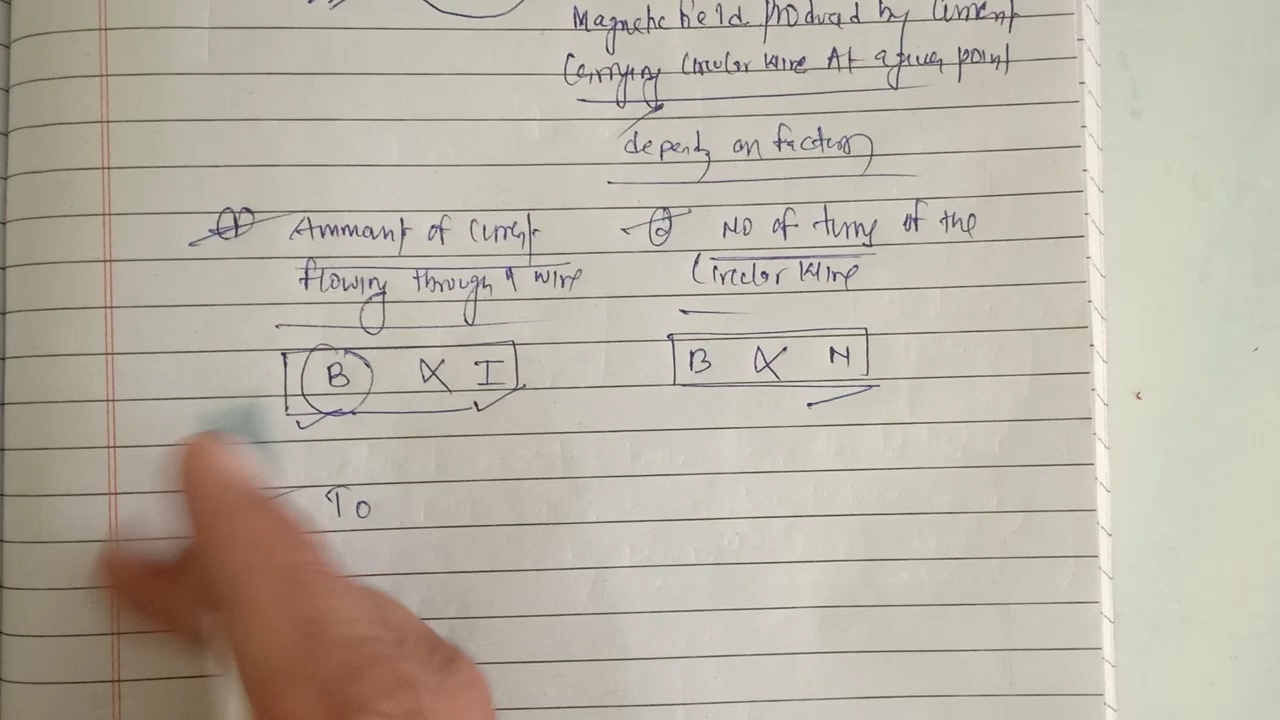 Magnetic field Produced by Current
Carrying Circular Wire At a given point
depends on factors
① Ammant of Current
flowing through A wire
② No of turns of the
Circular Wire
B ∝ I
B ∝ N
To